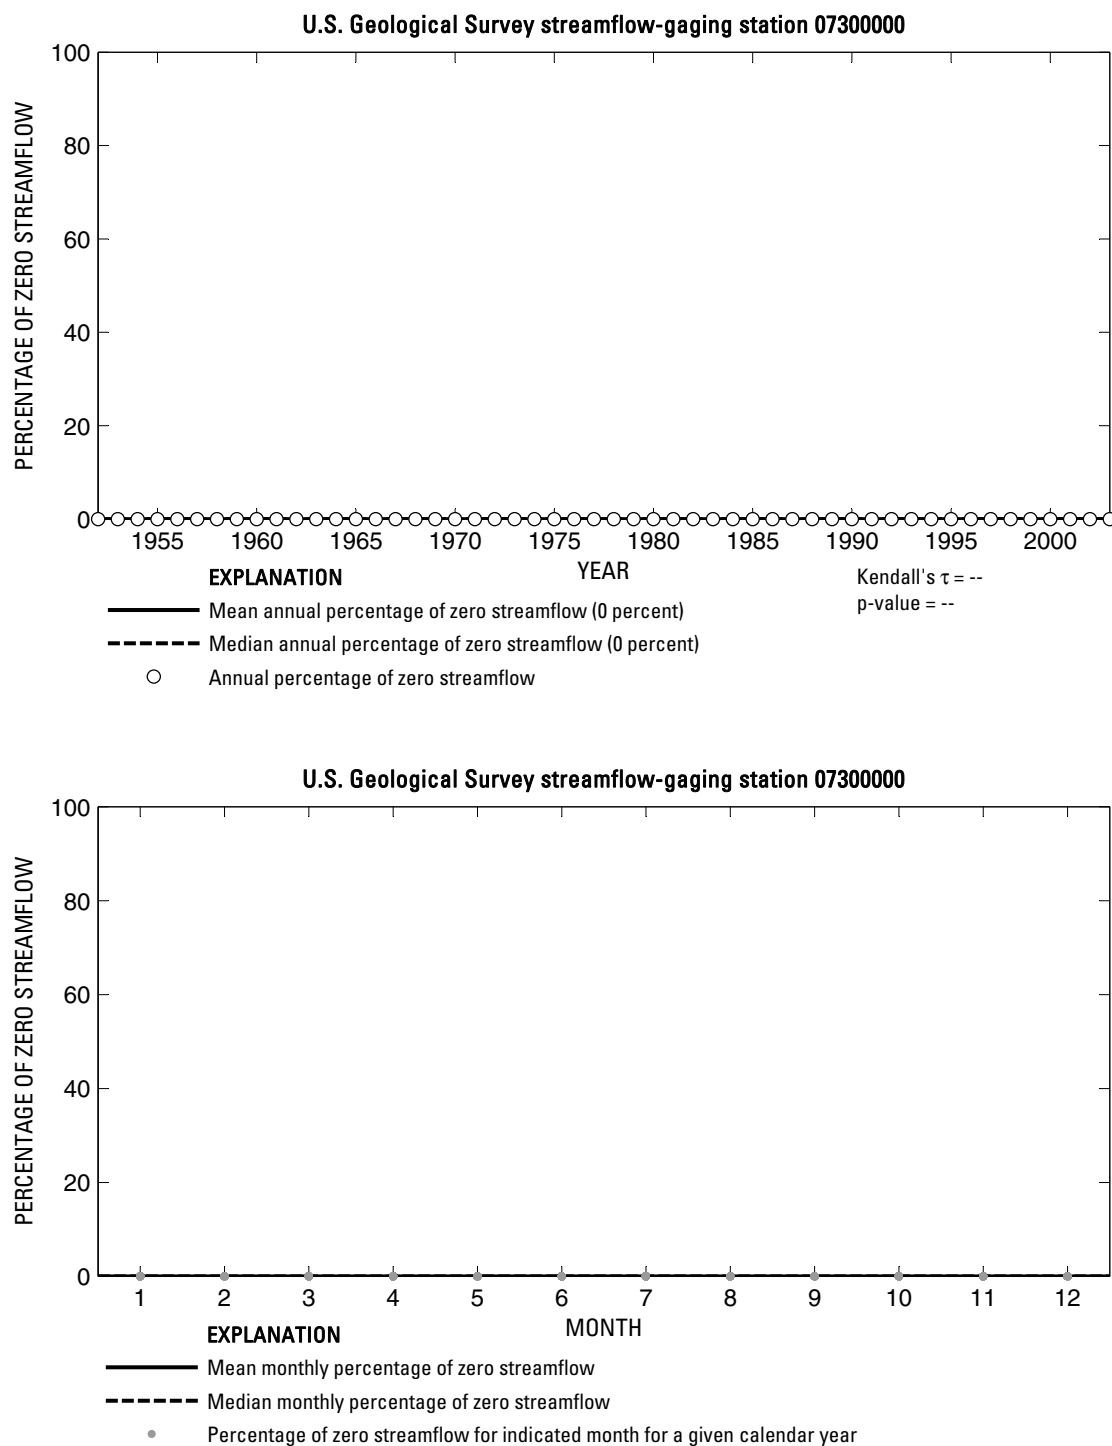 U.S. Geological Survey streamflow-gaging station 07300000
100
80
60
40
20
0
PERCENTAGE OF ZERO STREAMFLOW
1955 1960 1965 1970 1975 1980 1985 1990 1995 2000
YEAR
EXPLANATION
Mean annual percentage of zero streamflow (0 percent)
Median annual percentage of zero streamflow (0 percent)
Annual percentage of zero streamflow
Kendall's τ = --
p-value = --
U.S. Geological Survey streamflow-gaging station 07300000
100
80
60
40
20
0
PERCENTAGE OF ZERO STREAMFLOW
1 2 3 4 5 6 7 8 9 10 11 12
MONTH
EXPLANATION
Mean monthly percentage of zero streamflow
Median monthly percentage of zero streamflow
Percentage of zero streamflow for indicated month for a given calendar year